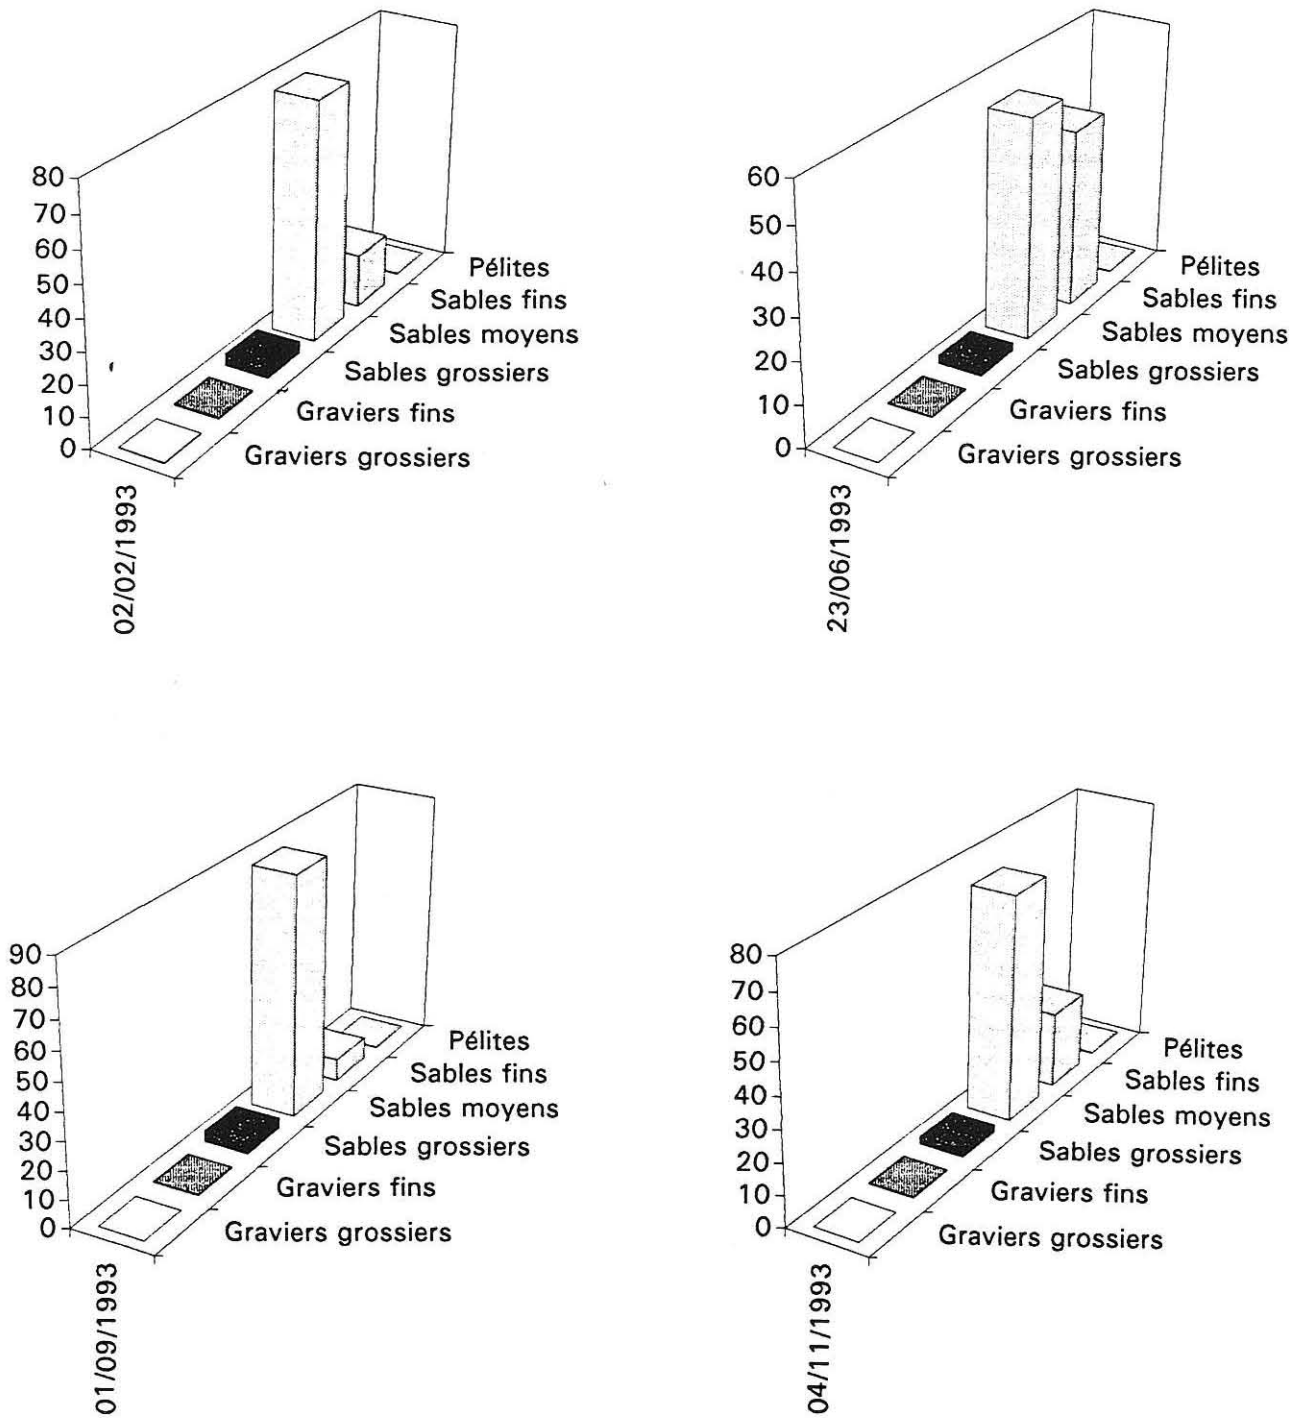 80
70
60
50
40
30
20
10
0
Pélites
Sables fins
Sables moyens
Sables grossiers
Graviers fins
Graviers grossiers
02/02/1993
60
50
40
30
20
10
0
Pélites
Sables fins
Sables moyens
Sables grossiers
Graviers fins
Graviers grossiers
23/06/1993
90
80
70
60
50
40
30
20
10
0
Pélites
Sables fins
Sables moyens
Sables grossiers
Graviers fins
Graviers grossiers
01/09/1993
80
70
60
50
40
30
20
10
0
Pélites
Sables fins
Sables moyens
Sables grossiers
Graviers fins
Graviers grossiers
04/11/1993